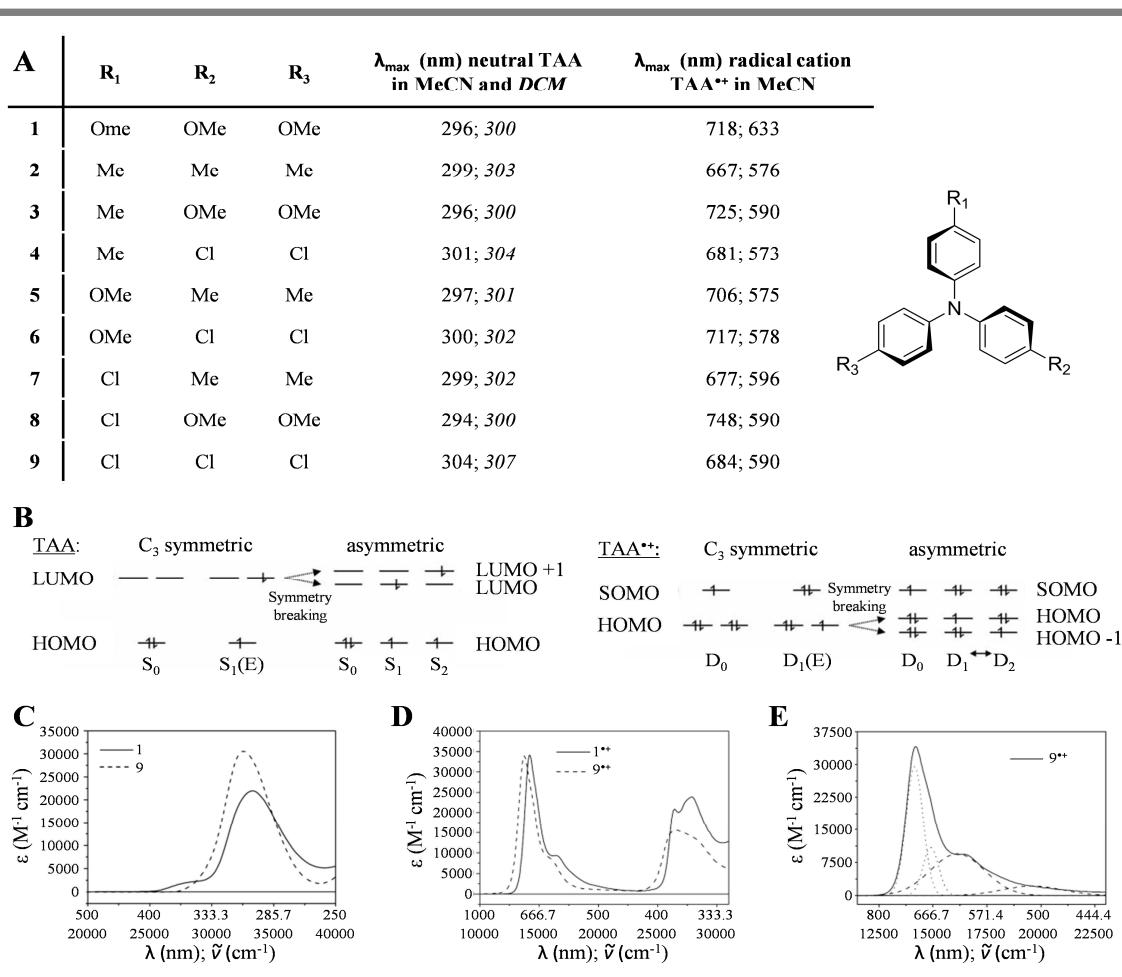 A
R1 R2 R3 λmax (nm) neutral TAA in MeCN and DCM λmax (nm) radical cation TAA•+ in MeCN
1 Ome OMe OMe 296; 300 718; 633
2 Me Me Me 299; 303 667; 576
3 Me OMe OMe 296; 300 725; 590
4 Me Cl Cl 301; 304 681; 573
5 OMe Me Me 297; 301 706; 575
6 OMe Cl Cl 300; 302 717; 578
7 Cl Me Me 299; 302 677; 596
8 Cl OMe OMe 294; 300 748; 590
9 Cl Cl Cl 304; 307 684; 590
R1
N
R3 R2
B
TAA: C3 symmetric asymmetric
LUMO LUMO +1
LUMO
Symmetry
breaking
HOMO HOMO
S0 S1(E) S0 S1 S2
TAA•+: C3 symmetric asymmetric
SOMO Symmetry SOMO
breaking
HOMO HOMO
HOMO -1
D0 D1(E) D0 D1 D2
C
1
9
35000
30000
25000
20000
15000
10000
5000
0
ε (M-1 cm-1)
500 400 333.3 285.7 250
20000 25000 30000 35000 40000
λ (nm); ṽ (cm-1)
D
1•+
9•+
40000
35000
30000
25000
20000
15000
10000
5000
0
ε (M-1 cm-1)
1000 666.7 500 400 333.3
10000 15000 20000 25000 30000
λ (nm); ṽ (cm-1)
E
9•+
37500
30000
22500
15000
7500
0
ε (M-1 cm-1)
800 666.7 571.4 500 444.4
12500 15000 17500 20000 22500
λ (nm); ṽ (cm-1)